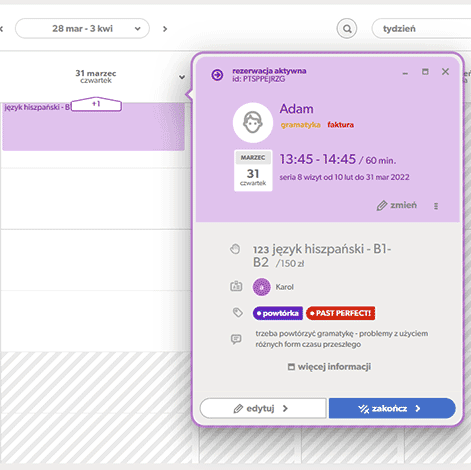 28 mar - 3 kwi
tydzień
31 marzec
czwartek
+1
język hiszpański - B1
rezerwacja aktywna
id: PTSPPEJRZG
Adam
gramatyka faktura
MARZEC
31
czwartek
13:45 - 14:45 / 60 min.
seria 8 wizyt od 10 lut do 31 mar 2022
zmień
123 język hiszpański - B1-
B2 /150 zł
Karol
powtórka PAST PERFECT!
trzeba powtórzyć gramatykę - problemy z użyciem
różnych form czasu przeszłego
więcej informacji
edytuj
zakończ